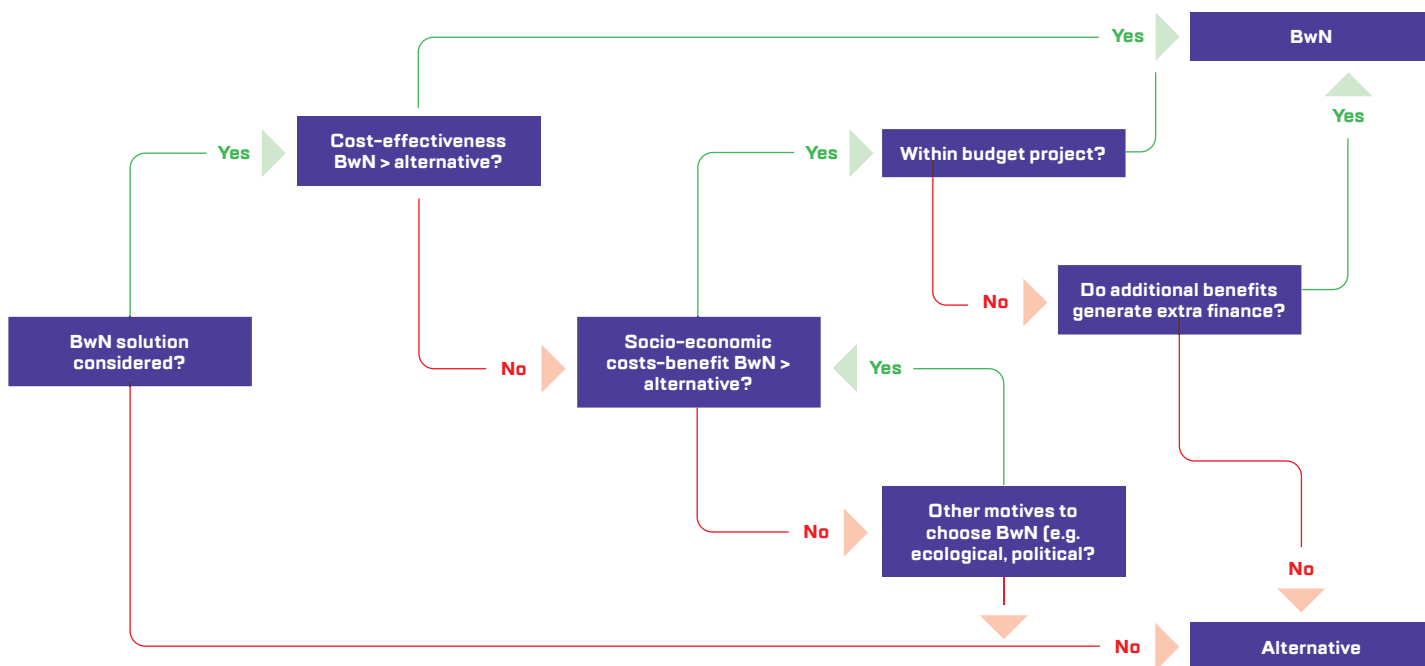 Yes
BwN
Yes
Cost-effectiveness
BwN > alternative?
Yes
Yes
Within budget project?
No
Do additional benefits
generate extra finance?
BwN solution
considered?
No
Socio-economic
costs-benefit BwN >
alternative?
Yes
No
Other motives to
choose BwN (e.g.
ecological, political?
No
No
Alternative